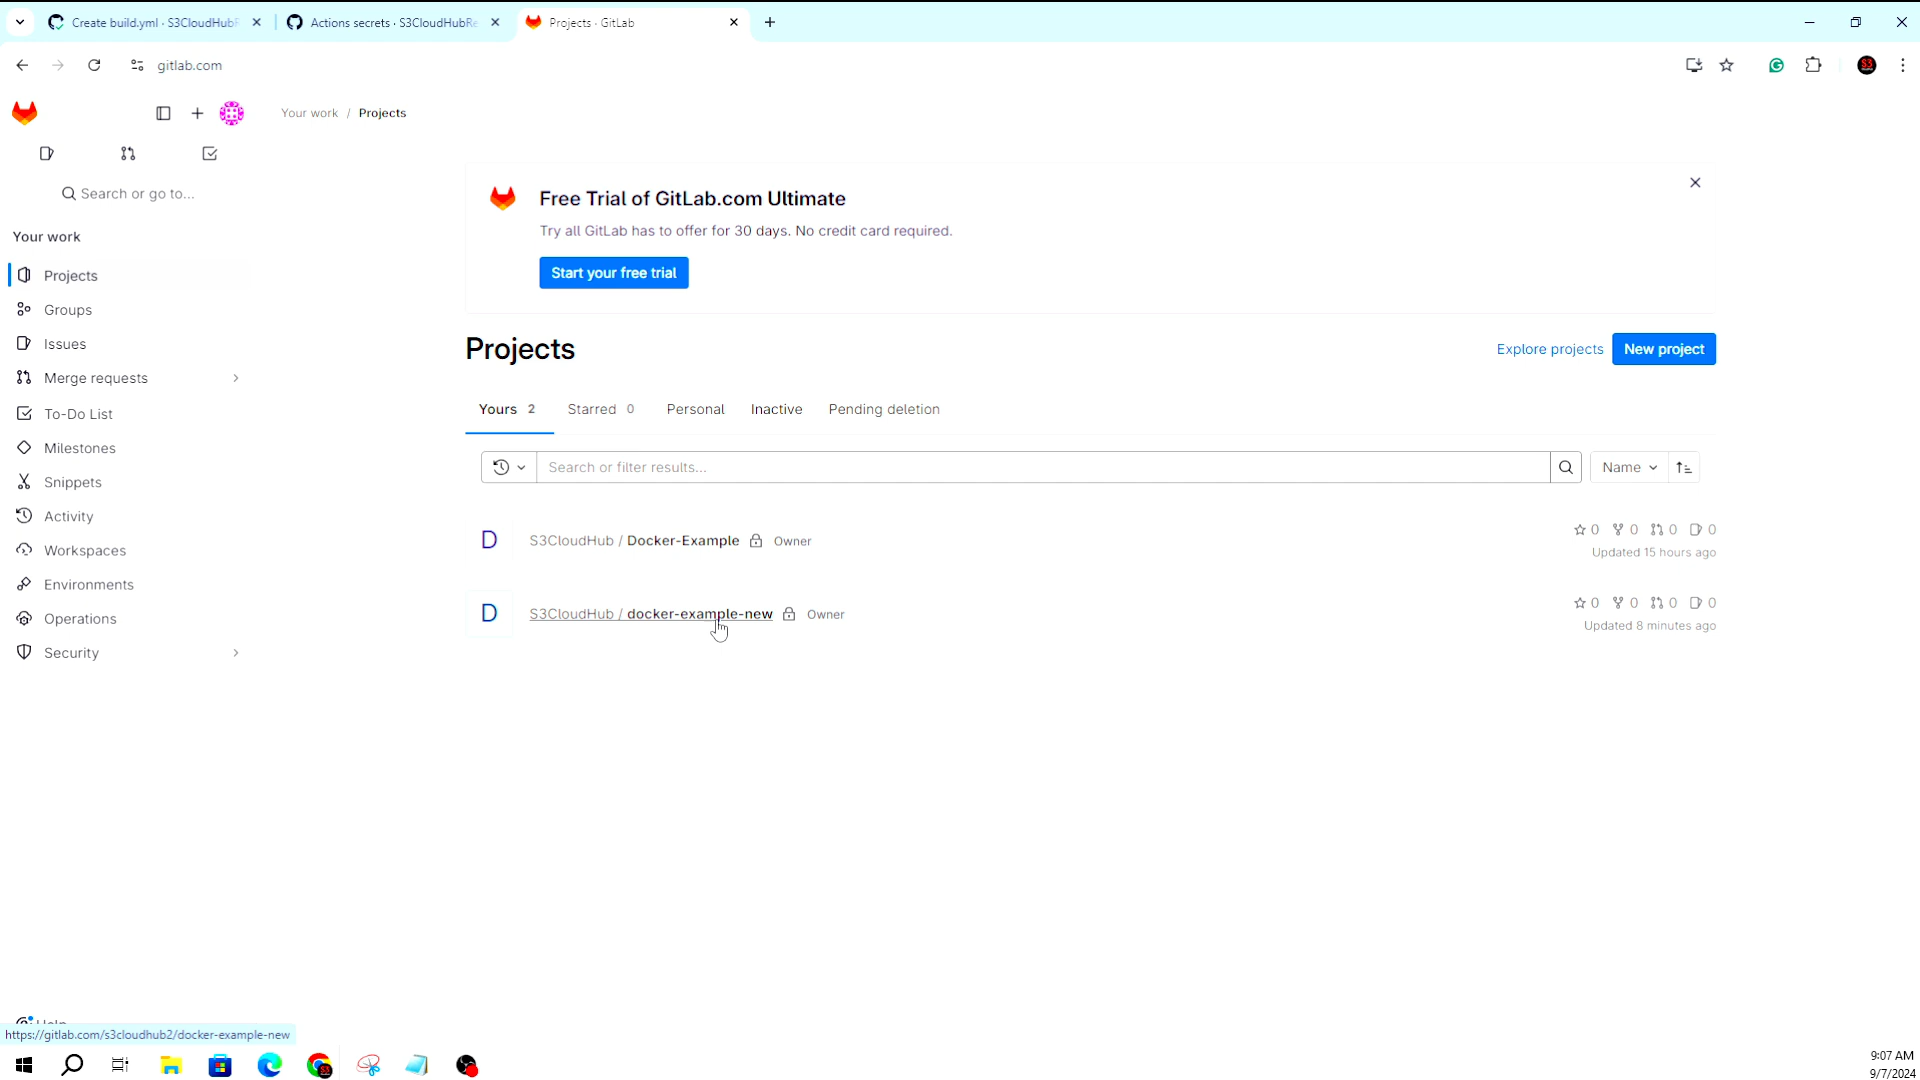 Create build.yml · S3CloudHubR
Actions secrets · S3CloudHubRe
Projects · GitLab
gitlab.com
S3
Your work / Projects
Search or go to...
Your work
Projects
Groups
Issues
Merge requests
To-Do List
Milestones
Snippets
Activity
Workspaces
Environments
Operations
Security
Help
Free Trial of GitLab.com Ultimate
Try all GitLab has to offer for 30 days. No credit card required.
Start your free trial
Projects
Explore projects
New project
Yours 2
Starred 0
Personal
Inactive
Pending deletion
Search or filter results...
Name
D
S3CloudHub / Docker-Example
Owner
0 0 0 0
Updated 15 hours ago
D
S3CloudHub / docker-example-new
Owner
0 0 0 0
Updated 8 minutes ago
https://gitlab.com/s3cloudhub2/docker-example-new
S3
9:07 AM
9/7/2024